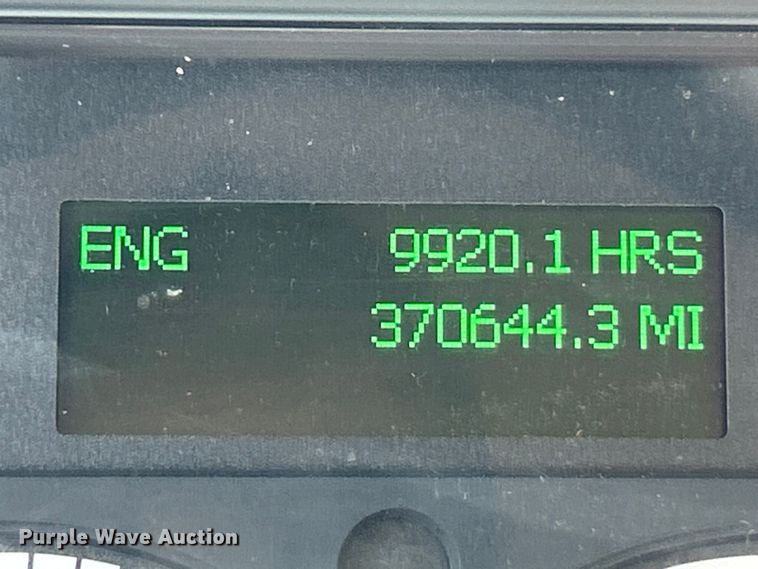 ENG 9920.1 HRS
370644.3 MI
Purple Wave Auction